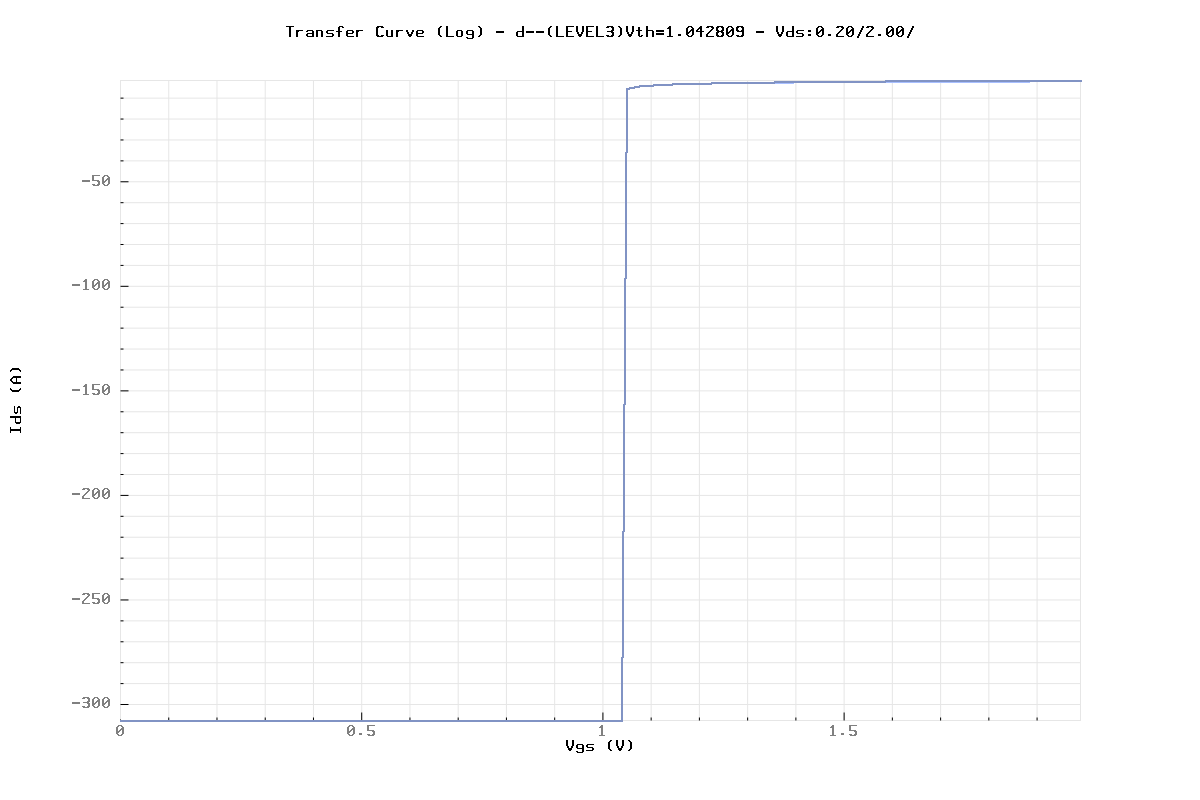 Transfer Curve (Log) - d--(LEVEL3)Vth=1.042809 - Vds:0.20/2.00/
-50
-100
-150
-200
-250
-300
Ids (A)
0 0.5 1 1.5
Vgs (V)